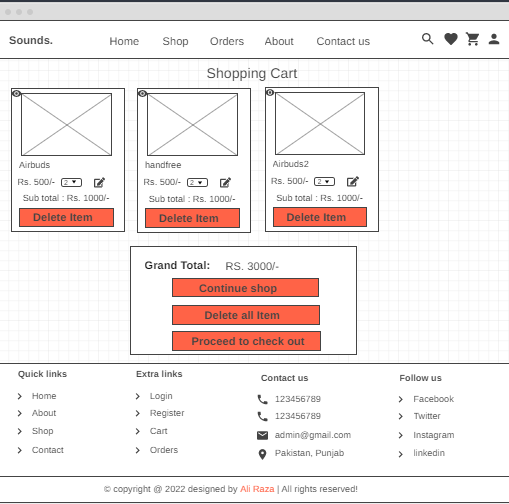 Sounds. Home Shop Orders About Contact us
Shopping Cart
Airbuds
Rs. 500/- 2
Sub total : Rs. 1000/-
Delete Item
handfree
Rs. 500/- 2
Sub total : Rs. 1000/-
Delete Item
Airbuds2
Rs. 500/- 2
Sub total : Rs. 1000/-
Delete Item
Grand Total: RS. 3000/-
Continue shop
Delete all Item
Proceed to check out
Quick links
Home
About
Shop
Contact
Extra links
Login
Register
Cart
Orders
Contact us
123456789
123456789
admin@gmail.com
Pakistan, Punjab
Follow us
Facebook
Twitter
Instagram
linkedin
© copyright @ 2022 designed by Ali Raza | All rights reserved!